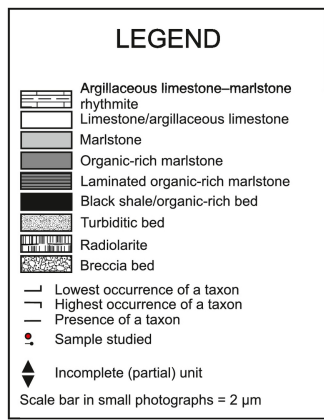 LEGEND
Argillaceous limestone–marlstone
rhythmite
Limestone/argillaceous limestone
Marlstone
Organic-rich marlstone
Laminated organic-rich marlstone
Black shale/organic-rich bed
Turbiditic bed
Radiolarite
Breccia bed
Lowest occurrence of a taxon
Highest occurrence of a taxon
Presence of a taxon
Sample studied
Incomplete (partial) unit
Scale bar in small photographs = 2 µm